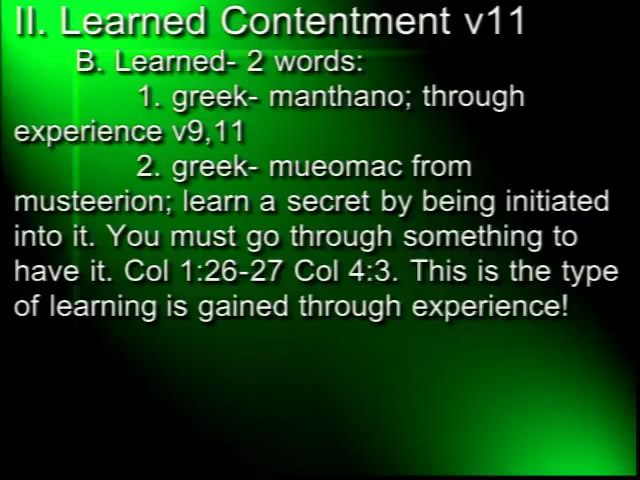 II. Learned Contentment v11
B. Learned- 2 words:
1. greek- manthano; through
experience v9,11
2. greek- mueomac from
musteerion; learn a secret by being initiated
into it. You must go through something to
have it. Col 1:26-27 Col 4:3. This is the type
of learning is gained through experience!